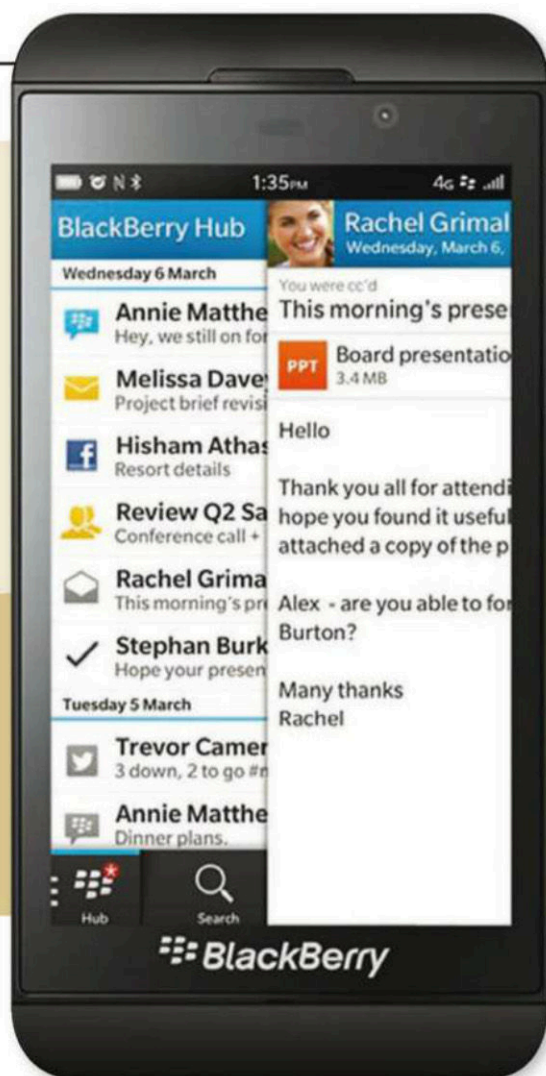 1:35PM
4G
BlackBerry Hub
Wednesday 6 March
Annie Matthe
Hey, we still on for
Melissa Davey
Project brief revisi
Hisham Athas
Resort details
Review Q2 Sa
Conference call +
Rachel Grima
This morning's pre
Stephan Burk
Hope your presen
Tuesday 5 March
Trevor Camer
3 down, 2 to go #n
Annie Matthe
Dinner plans.
Hub
Search
Rachel Grimal
Wednesday, March 6,
You were cc'd
This morning's prese
PPT
Board presentatio
3.4 MB
Hello
Thank you all for attendi
hope you found it useful
attached a copy of the p
Alex - are you able to for
Burton?
Many thanks
Rachel
BlackBerry